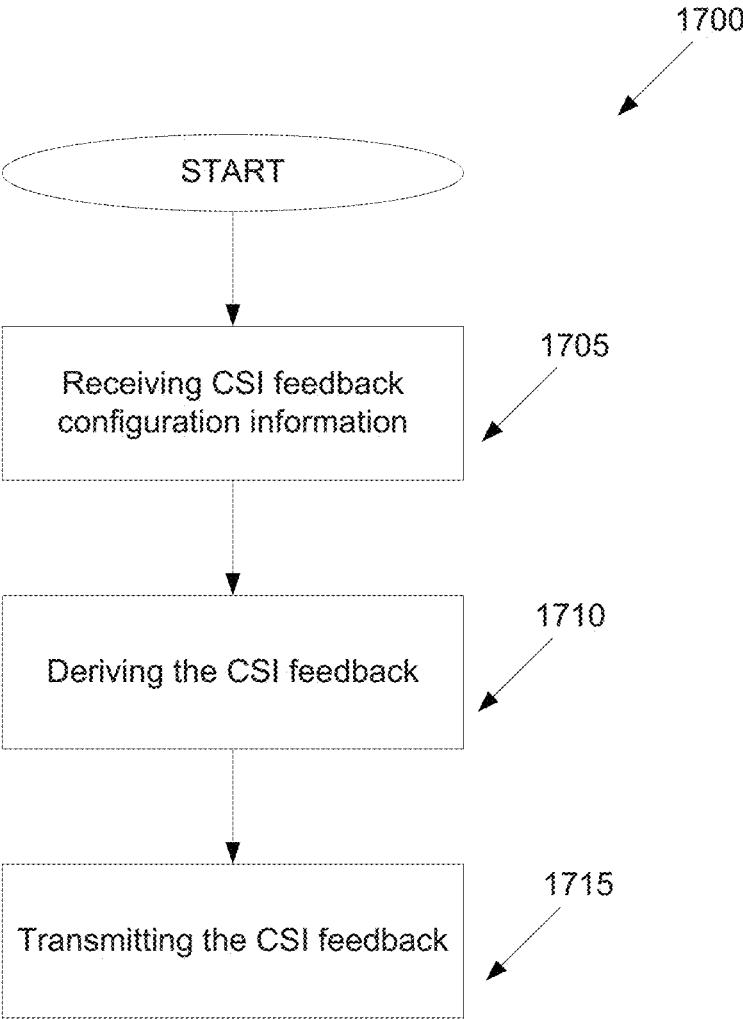 1700
START
1705
Receiving CSI feedback
configuration information
1710
Deriving the CSI feedback
1715
Transmitting the CSI feedback